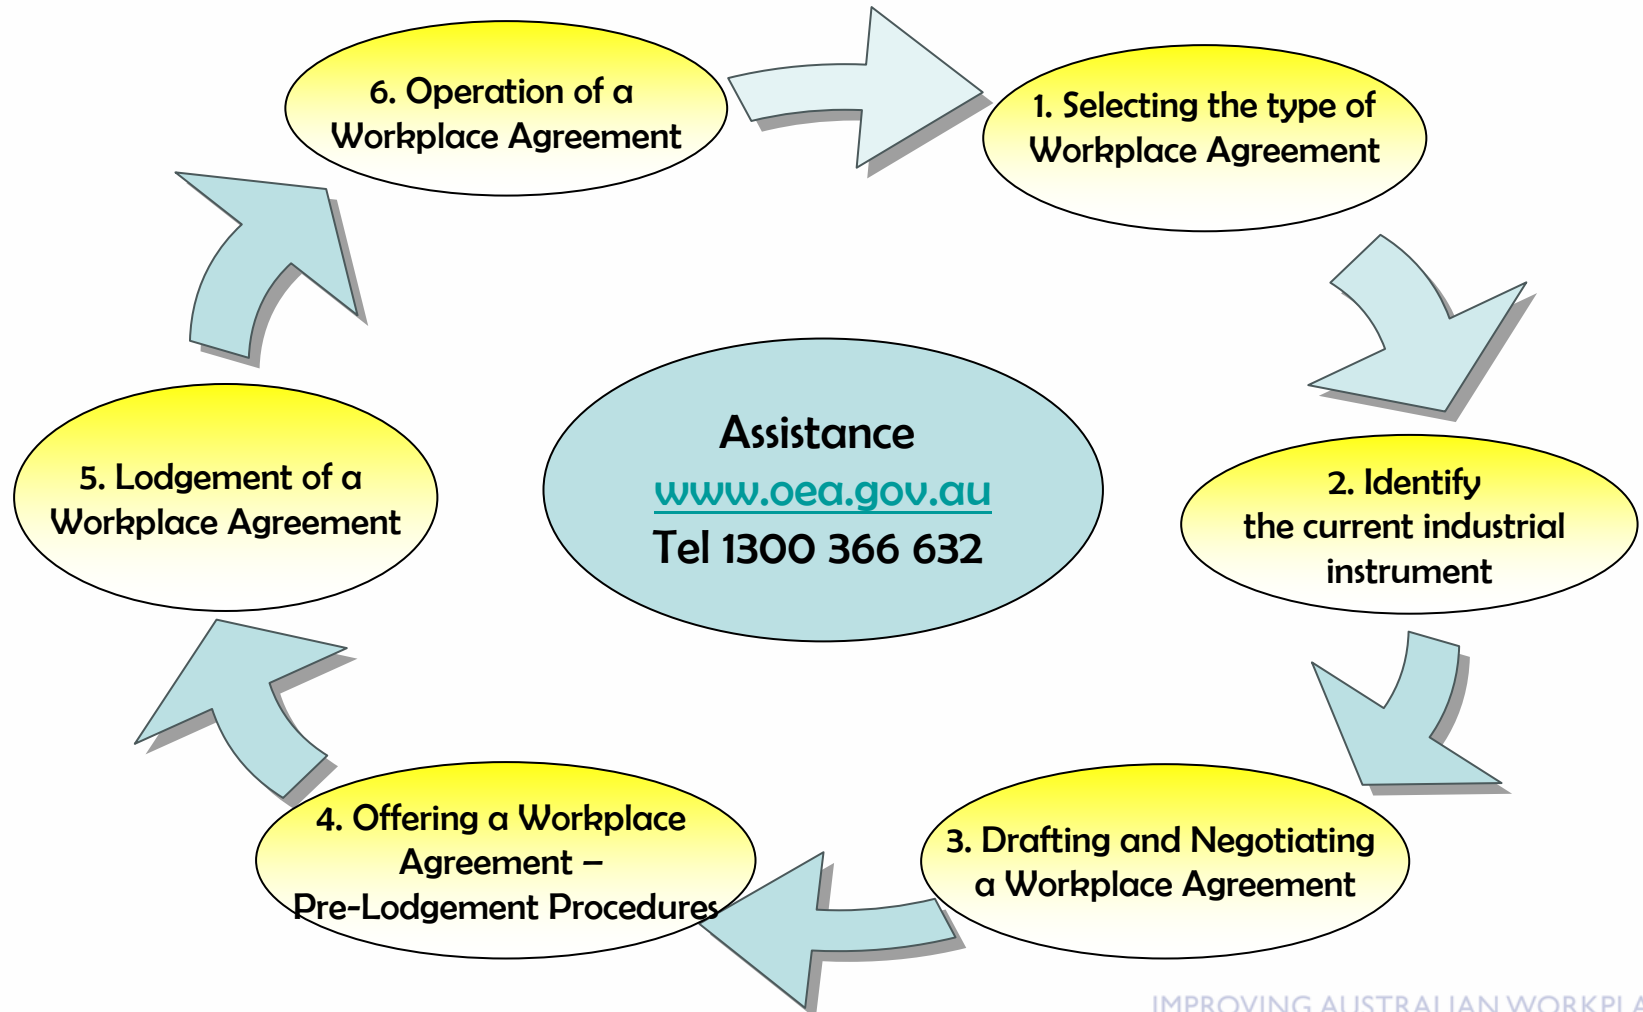 1. Selecting the type of
Workplace Agreement
2. Identify
the current industrial
instrument
3. Drafting and Negotiating
a Workplace Agreement
4. Offering a Workplace
Agreement –
Pre-Lodgement Procedures
5. Lodgement of a
Workplace Agreement
6. Operation of a
Workplace Agreement
Assistance
www.oea.gov.au
Tel 1300 366 632
IMPROVING AUSTRALIAN